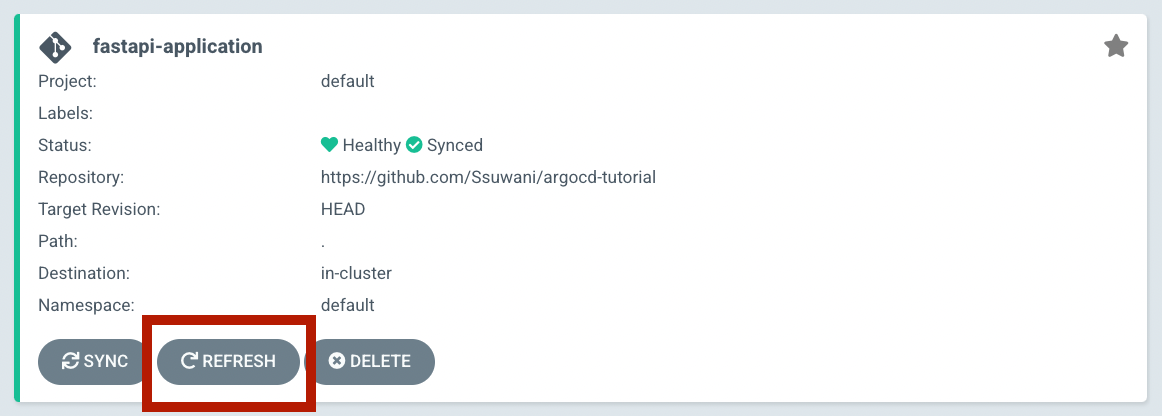 fastapi-application
Project: default
Labels:
Status: Healthy Synced
Repository: https://github.com/Ssuwani/argocd-tutorial
Target Revision: HEAD
Path: .
Destination: in-cluster
Namespace: default
SYNC REFRESH DELETE